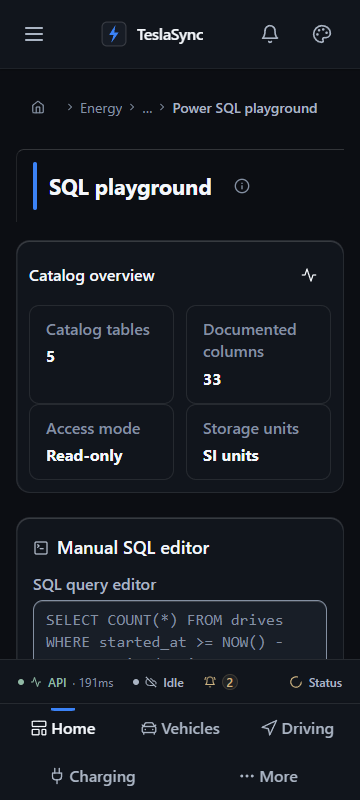 TeslaSync
Energy > ... > Power SQL playground
SQL playground
Catalog overview
Catalog tables
5
Documented
columns
33
Access mode
Read-only
Storage units
SI units
Manual SQL editor
SQL query editor
SELECT COUNT(*) FROM drives
WHERE started_at >= NOW() -
API · 191ms
Idle
2
Status
Home
Vehicles
Driving
Charging
More